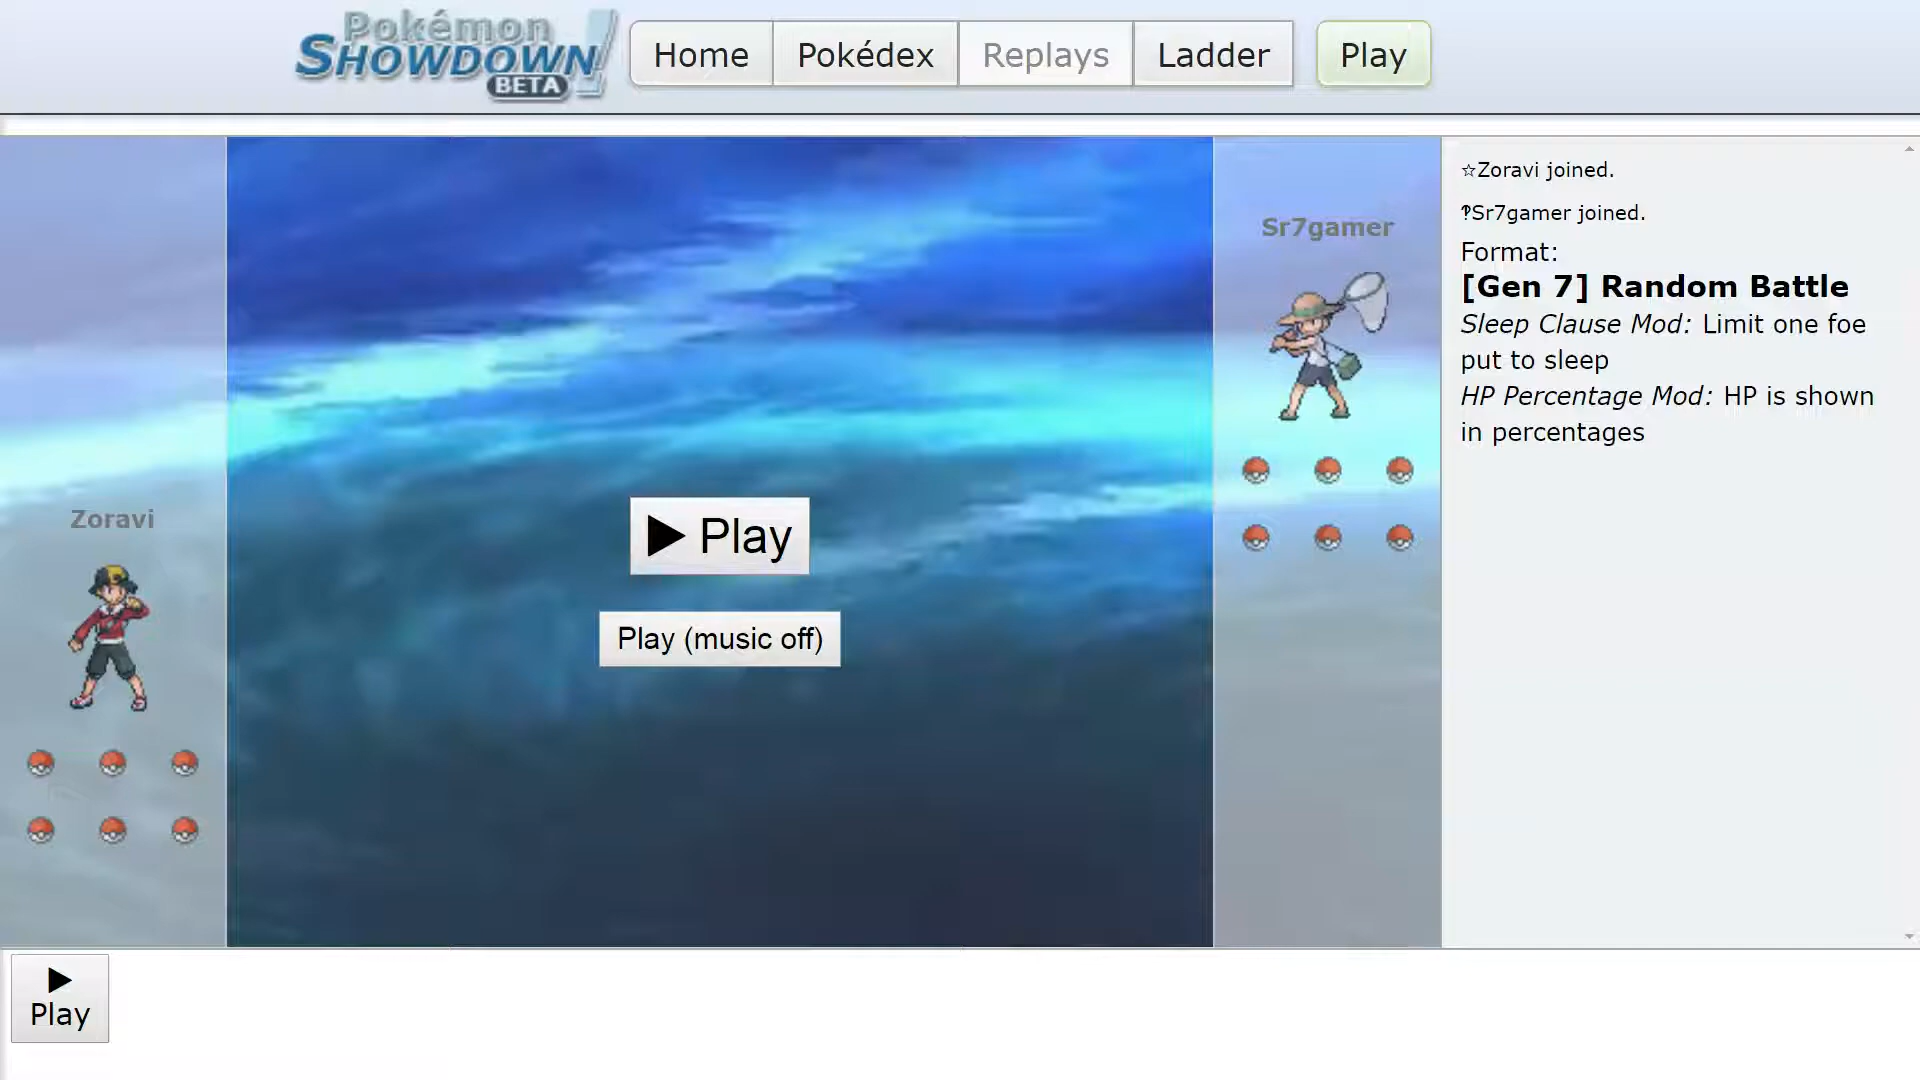 Pokémon
SHOWDOWN!
BETA
Home
Pokédex
Replays
Ladder
Play
☆Zoravi joined.
‽Sr7gamer joined.
Format:
[Gen 7] Random Battle
Sleep Clause Mod: Limit one foe
put to sleep
HP Percentage Mod: HP is shown
in percentages
Sr7gamer
Zoravi
▶ Play
Play (music off)
▶
Play